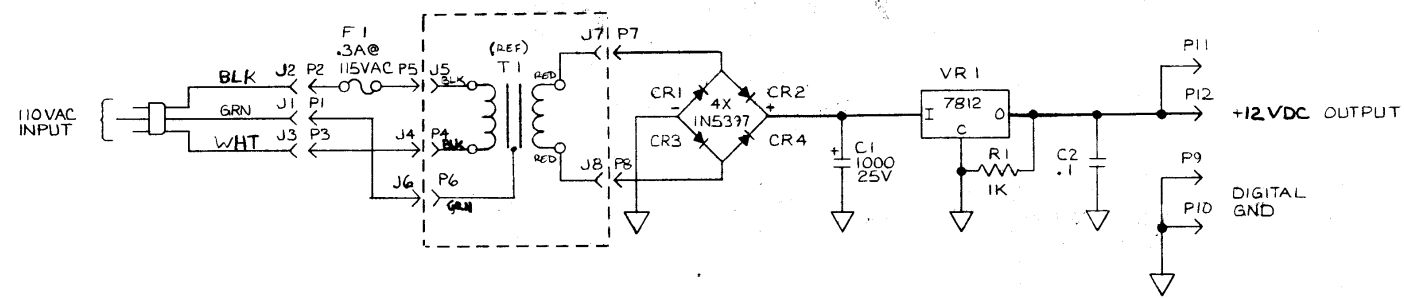 110VAC
INPUT
BLK
GRN
WHT
J2
P2
J1
P1
J3
P3
F1
.3A@
115VAC
P5
J5
BLK
J4
P4
BLK
J6
P6
GRN
(REF)
T1
RED
RED
J7
P7
J8
P8
CR1
CR2
-
4X
1N5397
+
CR3
CR4
+
C1
1000
25V
VR1
I
7812
O
C
R1
1K
C2
.1
P11
P12
+12VDC OUTPUT
P9
P10
DIGITAL
GND